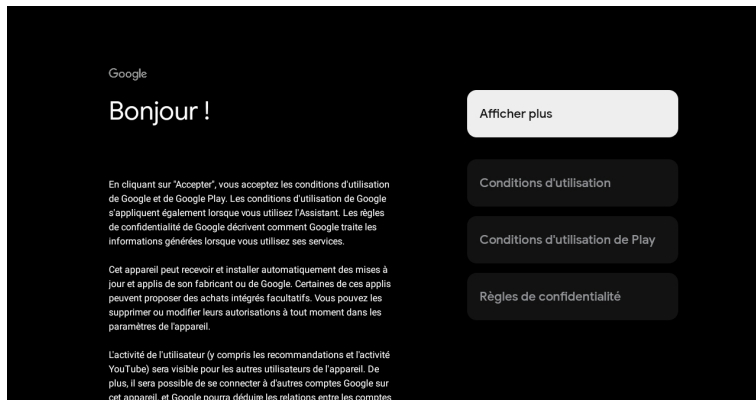 Google
Bonjour !
En cliquant sur "Accepter", vous acceptez les conditions d'utilisation
de Google et de Google Play. Les conditions d'utilisation de Google
s'appliquent également lorsque vous utilisez l'Assistant. Les règles
de confidentialité de Google décrivent comment Google traite les
informations générées lorsque vous utilisez ses services.
Cet appareil peut recevoir et installer automatiquement des mises à
jour et applis de son fabricant ou de Google. Certaines de ces applis
peuvent proposer des achats intégrés facultatifs. Vous pouvez les
supprimer ou modifier leurs autorisations à tout moment dans les
paramètres de l'appareil.
L'activité de l'utilisateur (y compris les recommandations et l'activité
YouTube) sera visible pour les autres utilisateurs de l'appareil. De
plus, il sera possible de se connecter à d'autres comptes Google sur
cet appareil, et Google pourra déduire les relations entre les comptes
Afficher plus
Conditions d'utilisation
Conditions d'utilisation de Play
Règles de confidentialité